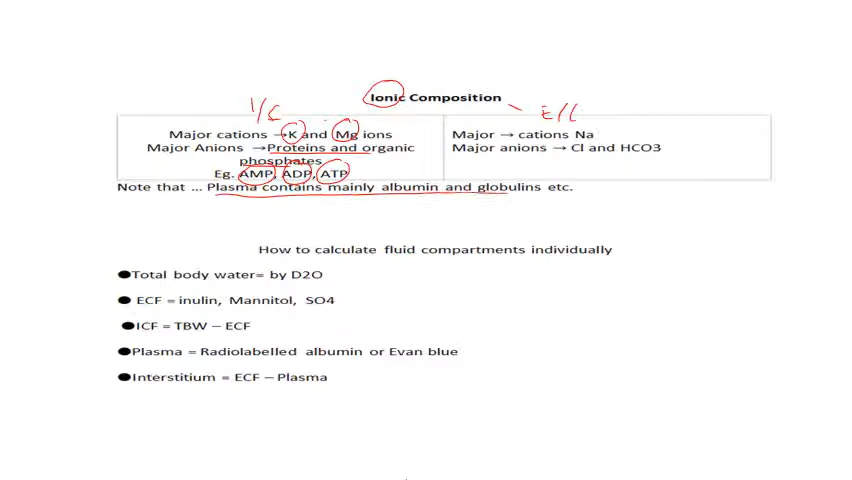 Ionic Composition
I/C
E/C
Major cations →K and Mg ions
Major Anions →Proteins and organic
phosphates
Eg. AMP, ADP, ATP
Major → cations Na
Major anions → Cl and HCO3
Note that ... Plasma contains mainly albumin and globulins etc.
How to calculate fluid compartments individually
●Total body water= by D2O
● ECF = inulin, Mannitol, SO4
●ICF = TBW – ECF
●Plasma = Radiolabelled albumin or Evan blue
●Interstitium = ECF – Plasma